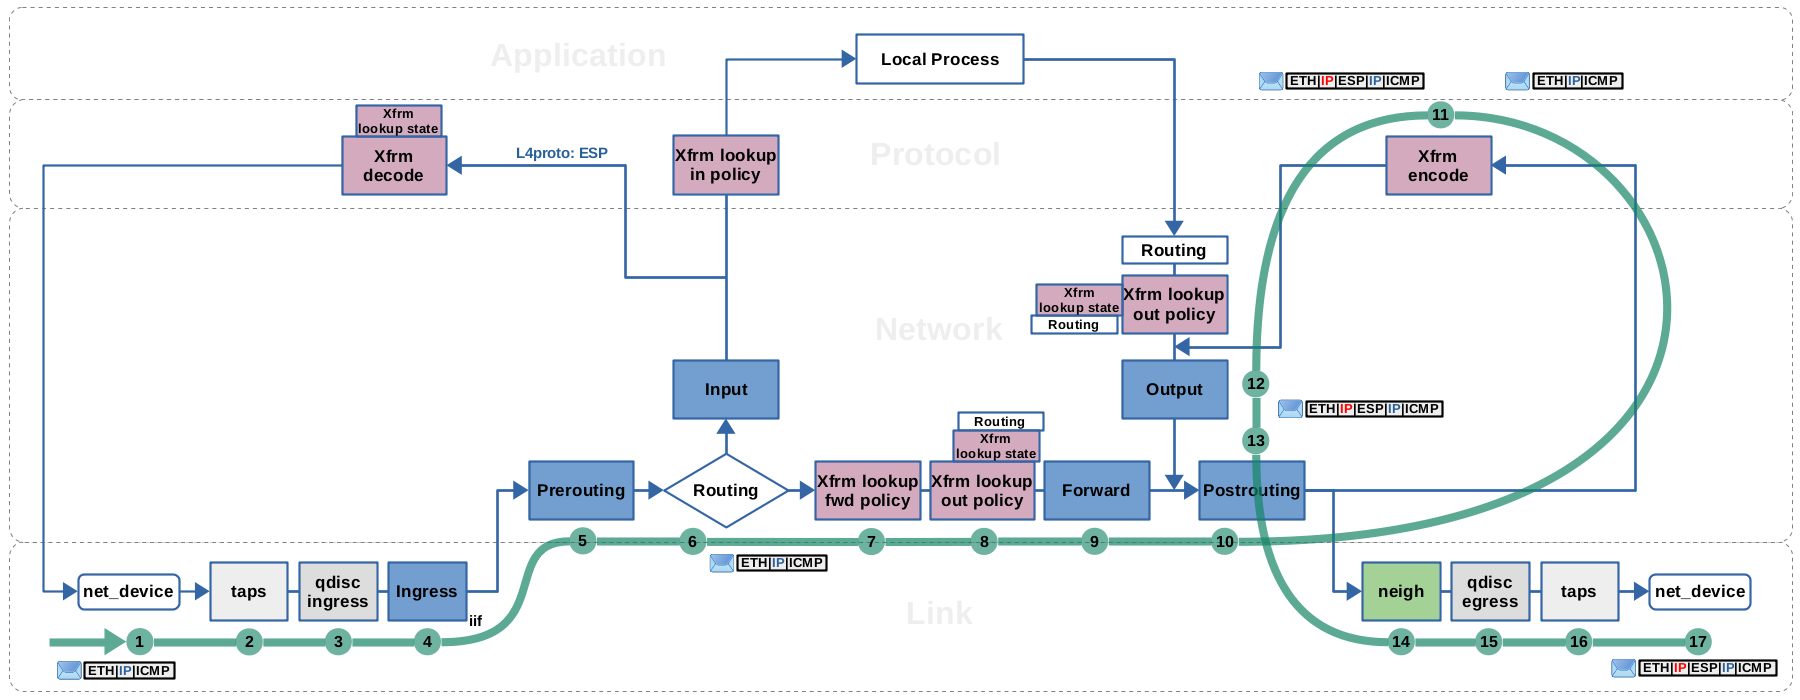 Application
Local Process
ETH|IP|ESP|IP|ICMP
ETH|IP|ICMP
Xfrm
lookup state
Xfrm
decode
L4proto: ESP
Xfrm lookup
in policy
Protocol
11
Xfrm
encode
Routing
Xfrm
lookup state
Routing
Xfrm lookup
out policy
Network
Input
Output
12
ETH|IP|ESP|IP|ICMP
13
Prerouting
Routing
Xfrm lookup
fwd policy
Routing
Xfrm
lookup state
Xfrm lookup
out policy
Forward
Postrouting
5
6
7
8
9
10
ETH|IP|ICMP
net_device
taps
qdisc
ingress
Ingress
iif
Link
neigh
qdisc
egress
taps
net_device
1
2
3
4
14
15
16
17
ETH|IP|ICMP
ETH|IP|ESP|IP|ICMP